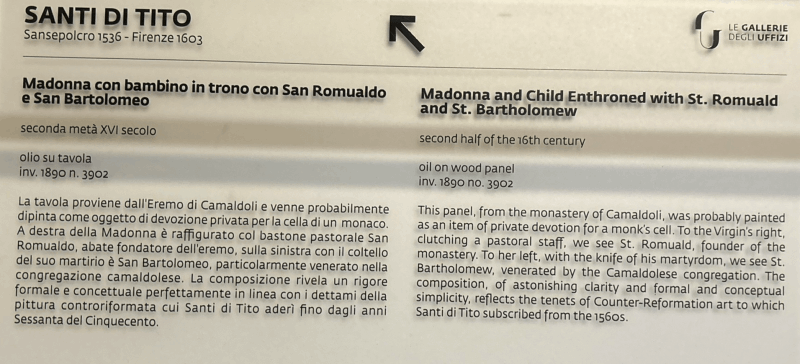 SANTI DI TITO
Sansepolcro 1536 - Firenze 1603
LE GALLERIE
DEGLI UFFIZI
Madonna con bambino in trono con San Romualdo
e San Bartolomeo
seconda metà XVI secolo
olio su tavola
inv. 1890 n. 3902
La tavola proviene dall'Eremo di Camaldoli e venne probabilmente
dipinta come oggetto di devozione privata per la cella di un monaco.
A destra della Madonna è raffigurato col bastone pastorale San
Romualdo, abate fondatore dell'eremo, sulla sinistra con il coltello
del suo martirio è San Bartolomeo, particolarmente venerato nella
congregazione camaldolese. La composizione rivela un rigore
formale e concettuale perfettamente in linea con i dettami della
pittura controriformata cui Santi di Tito aderì fino dagli anni
Sessanta del Cinquecento.
Madonna and Child Enthroned with St. Romuald
and St. Bartholomew
second half of the 16th century
oil on wood panel
inv. 1890 no. 3902
This panel, from the monastery of Camaldoli, was probably painted
as an item of private devotion for a monk's cell. To the Virgin's right,
clutching a pastoral staff, we see St. Romuald, founder of the
monastery. To her left, with the knife of his martyrdom, we see St.
Bartholomew, venerated by the Camaldolese congregation. The
composition, of astonishing clarity and formal and conceptual
simplicity, reflects the tenets of Counter-Reformation art to which
Santi di Tito subscribed from the 1560s.